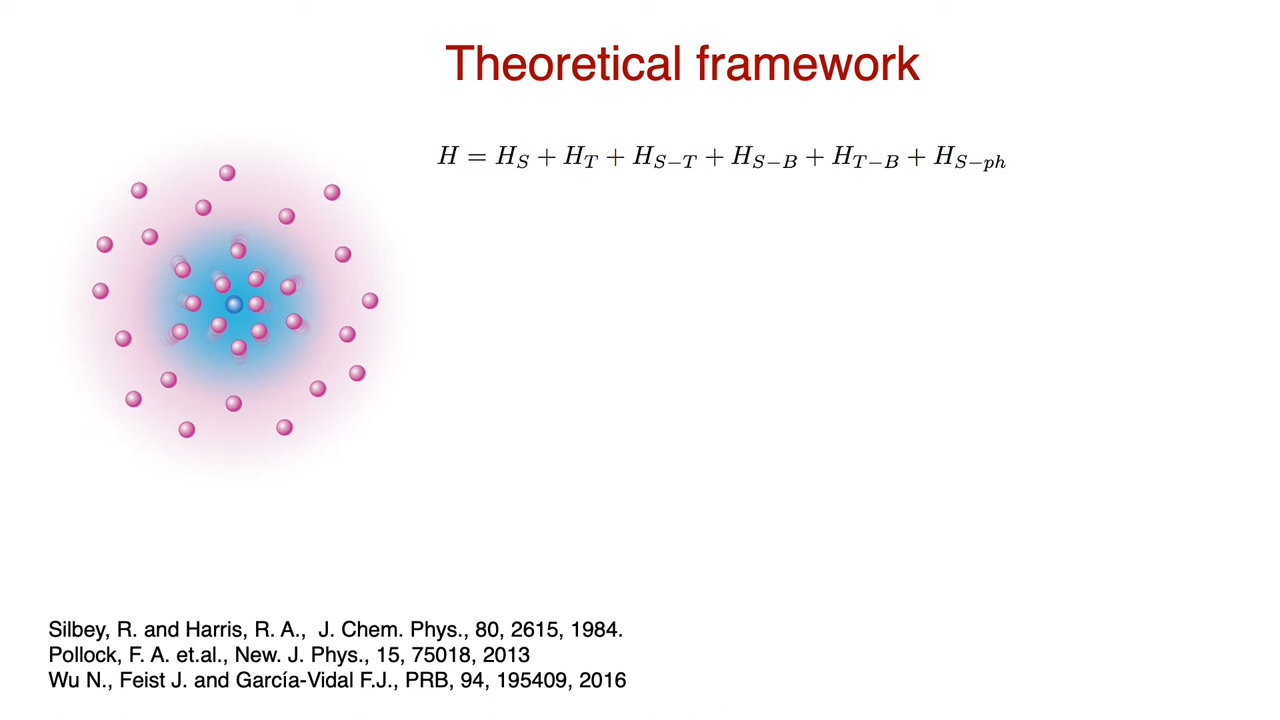 Theoretical framework
H = H_S + H_T + H_{S-T} + H_{S-B} + H_{T-B} + H_{S-ph}
Silbey, R. and Harris, R. A., J. Chem. Phys., 80, 2615, 1984.
Pollock, F. A. et.al., New. J. Phys., 15, 75018, 2013
Wu N., Feist J. and García-Vidal F.J., PRB, 94, 195409, 2016